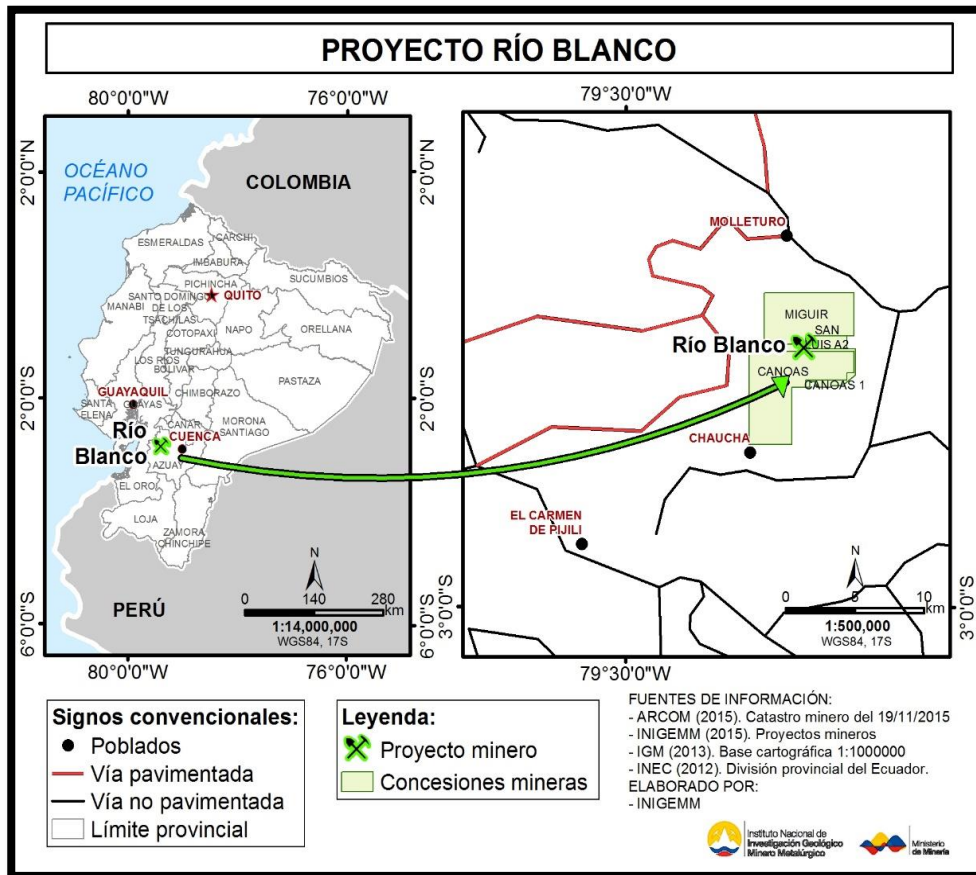 PROYECTO RÍO BLANCO
80°0'0"W
76°0'0"W
2°0'0"N
2°0'0"S
6°0'0"S
OCÉANO
PACÍFICO
COLOMBIA
ESMERALDAS
CARCHI
IMBABURA
SUCUMBIOS
PICHINCHA
QUITO
SANTO DOMINGO
DE LOS
TSACHILAS
MANABI
NAPO
ORELLANA
COTOPAXI
TUNGURAHUA
LOS RIOS
BOLIVAR
PASTAZA
GUAYAQUIL
CHIMBORAZO
SANTA
ELENA
GUAYAS
MORONA
SANTIAGO
CAÑAR
Río
Blanco
CUENCA
AZUAY
EL ORO
LOJA
ZAMORA
CHINCHIPE
PERÚ
N
0 140 280
km
1:14,000,000
WGS84, 17S
80°0'0"W
76°0'0"W
79°30'0"W
2°0'0"N
2°0'0"S
6°0'0"S
MOLLETURO
MIGUIR
SAN
LUIS A2
Río Blanco
CANOAS
CANOAS 1
CHAUCHA
EL CARMEN
DE PIJILI
N
0 5 10
km
1:500,000
WGS84, 17S
3°0'0"S
3°0'0"S
79°30'0"W
Signos convencionales:
Poblados
Vía pavimentada
Vía no pavimentada
Límite provincial
Leyenda:
Proyecto minero
Concesiones mineras
FUENTES DE INFORMACIÓN:
- ARCOM (2015). Catastro minero del 19/11/2015
- INIGEMM (2015). Proyectos mineros
- IGM (2013). Base cartográfica 1:1000000
- INEC (2012). División provincial del Ecuador.
ELABORADO POR:
- INIGEMM
Instituto Nacional de
Investigación Geológico
Minero Metalúrgico
Ministerio
de Minería